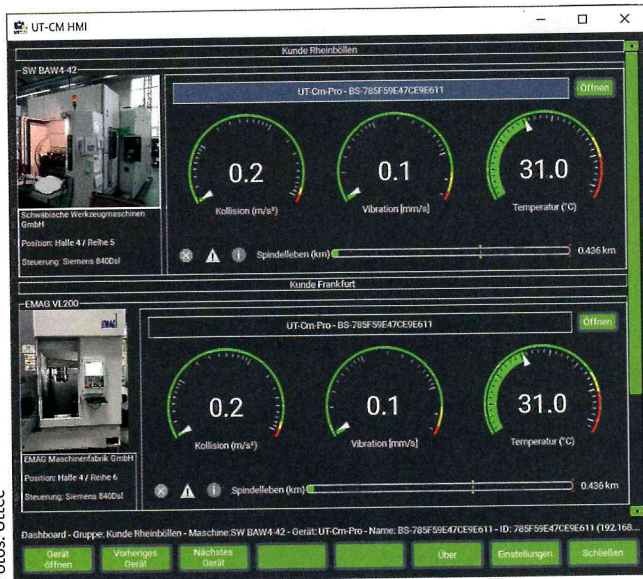 UT-CM HMI
Kunde Rheinböllen
SW BAW4-42
UT-Cm-Pro - BS-785F59E47CE9E611
Öffnen
0.2
0.1
31.0
Kollision (m/s²)
Vibration [mm/s]
Temperatur (°C)
Schwäbische Werkzeugmaschinen
GmbH
Position: Halle 4 / Reihe 5
Steuerung: Siemens 840Dsl
Spindelleben (km)
0.436 km
Kunde Frankfurt
EMAG VL200
UT-Cm-Pro - BS-785F59E47CE9E611
Öffnen
EMAG
0.2
0.1
31.0
Kollision (m/s²)
Vibration [mm/s]
Temperatur (°C)
EMAG Maschinenfabrik GmbH
Position: Halle 4 / Reihe 6
Steuerung: Siemens 840Dsl
Spindelleben (km)
0.436 km
Dashboard - Gruppe: Kunde Rheinböllen - Maschine:SW BAW4-42 - Gerät: UT-Cm-Pro - Name: BS-785F59E47CE9E611 - ID: 785F59E47CE9E611 (192.168...
Gerät öffnen
Vorheriges Gerät
Nächstes Gerät
Über
Einstellungen
Schließen